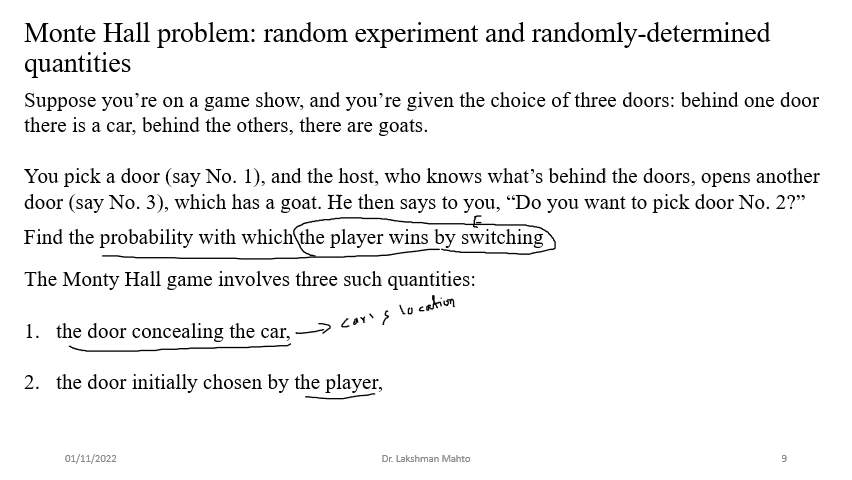 Monte Hall problem: random experiment and randomly-determined
quantities
Suppose you’re on a game show, and you’re given the choice of three doors: behind one door
there is a car, behind the others, there are goats.
You pick a door (say No. 1), and the host, who knows what’s behind the doors, opens another
door (say No. 3), which has a goat. He then says to you, “Do you want to pick door No. 2?”
E
Find the probability with which the player wins by switching
The Monty Hall game involves three such quantities:
1. the door concealing the car, → car's location
2. the door initially chosen by the player,
01/11/2022 Dr. Lakshman Mahto 9